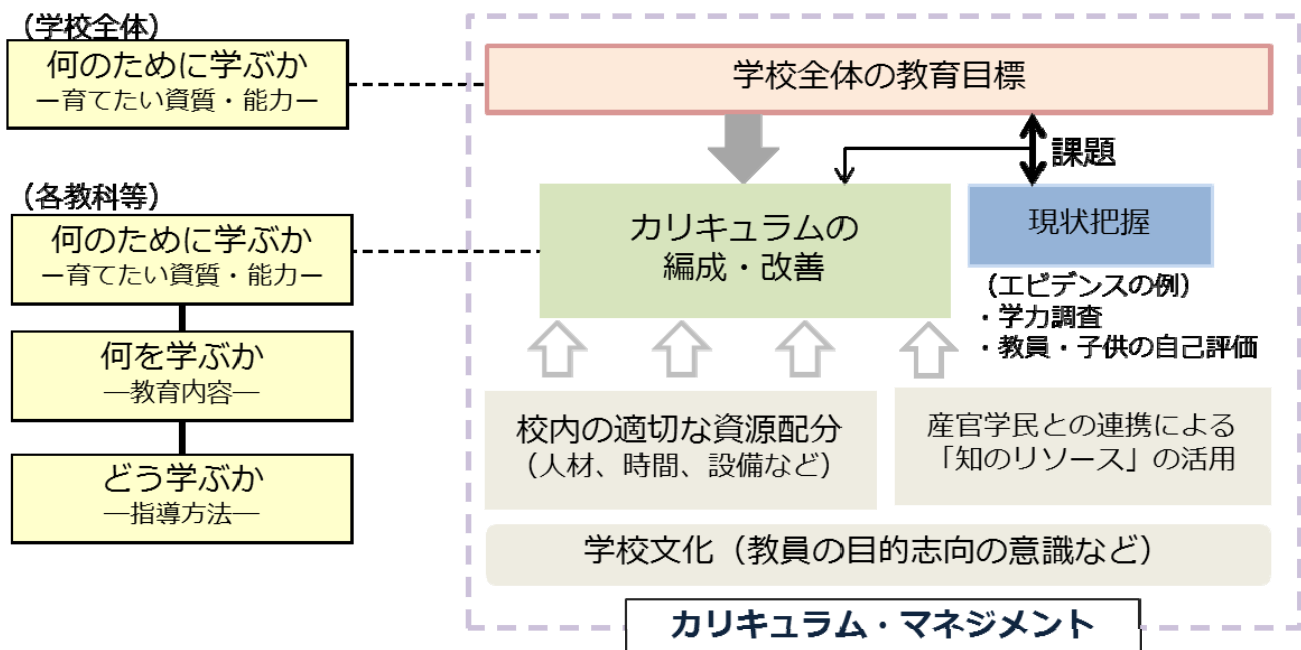 （学校全体）
何のために学ぶか
ー育てたい資質・能力ー
（各教科等）
何のために学ぶか
ー育てたい資質・能力ー
何を学ぶか
―教育内容―
どう学ぶか
―指導方法―
学校全体の教育目標
課題
カリキュラムの
編成・改善
現状把握
（エビデンスの例）
・学力調査
・教員・子供の自己評価
校内の適切な資源配分
（人材、時間、設備など）
産官学民との連携による
「知のリソース」の活用
学校文化（教員の目的志向の意識など）
カリキュラム・マネジメント